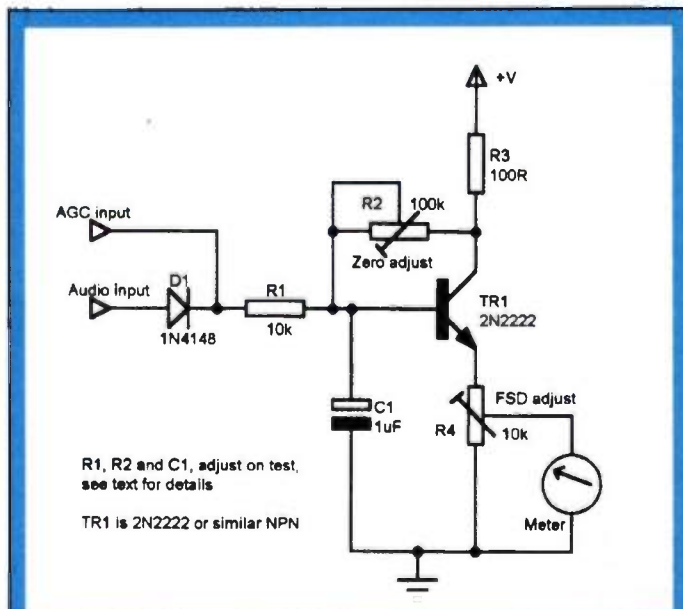 +V
R3
100R
R2
100k
AGC input
Zero adjust
Audio input
D1
R1
TR1
2N2222
1N4148
10k
C1
1uF
FSD adjust
R4
10k
Meter
R1, R2 and C1, adjust on test,
see text for details
TR1 is 2N2222 or similar NPN